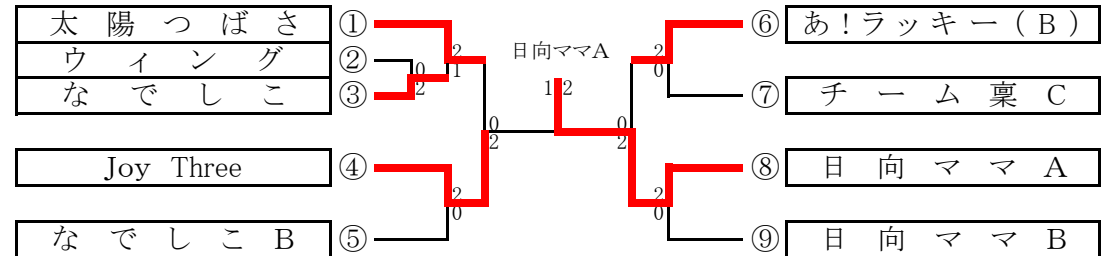 太陽つばさ ① ⑥ あ!ラッキー(B)
2 日向ママA 2
ウィング ② 0 1 0
なでしこ ③ 2 1 2 ⑦ チーム稟C
0 0
2 2
Joy Three ④ ⑧ 日向ママA
2 2
0 0
なでしこB ⑤ ⑨ 日向ママB